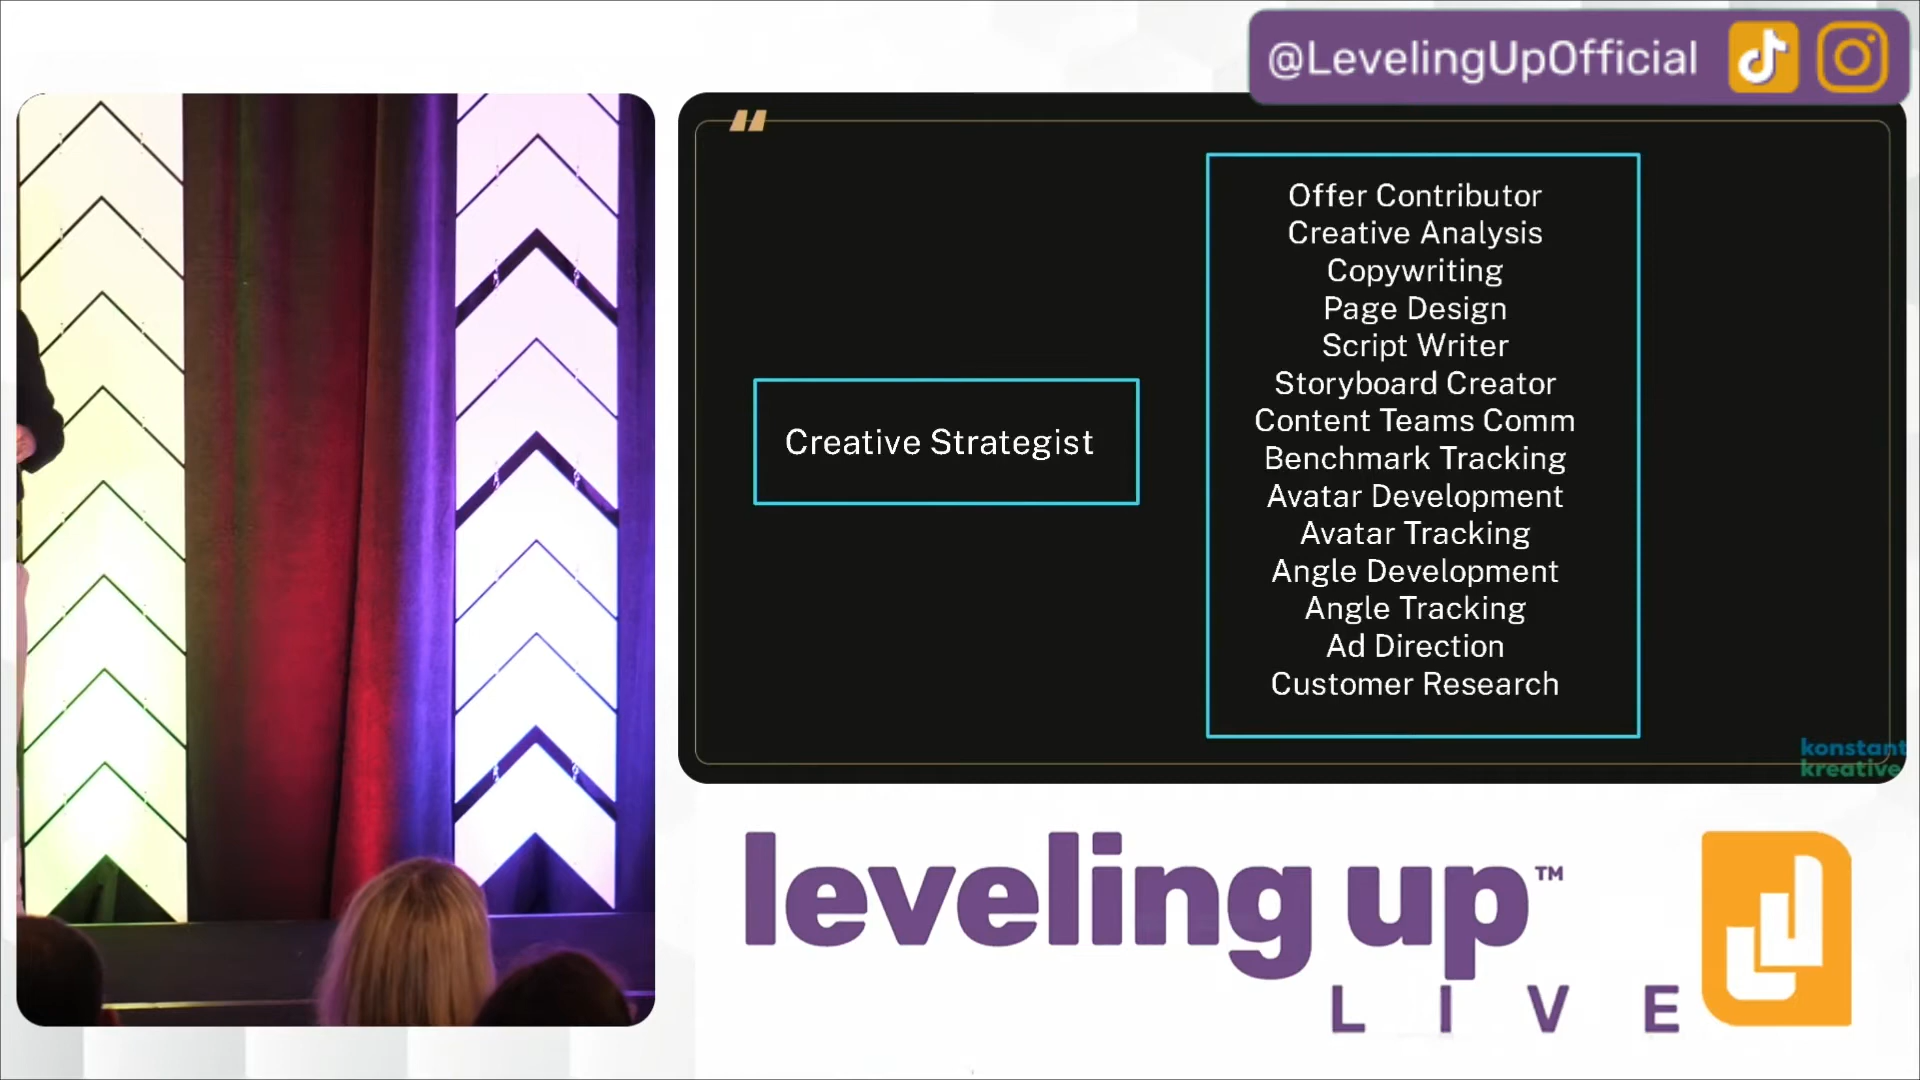 @LevelingUpOfficial
Creative Strategist
Offer Contributor
Creative Analysis
Copywriting
Page Design
Script Writer
Storyboard Creator
Content Teams Comm
Benchmark Tracking
Avatar Development
Avatar Tracking
Angle Development
Angle Tracking
Ad Direction
Customer Research
konstant
kreative
leveling up™
LIVE